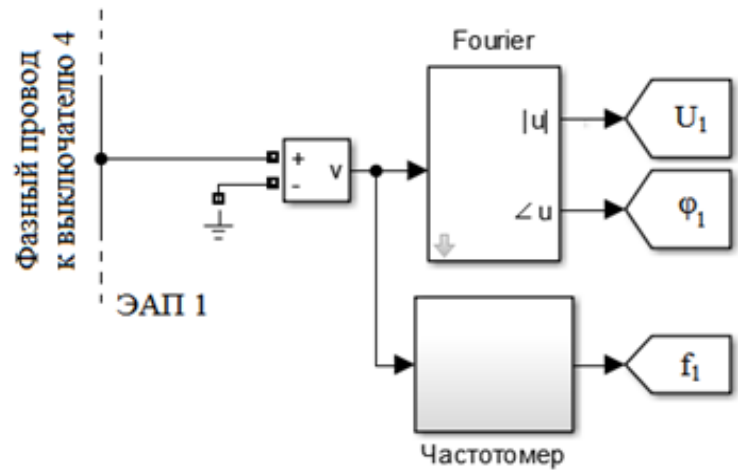 Фазный провод
к выключателю 4
ЭАП 1
+
-
v
Fourier
|u|
∠u
U₁
φ₁
f₁
Частотомер